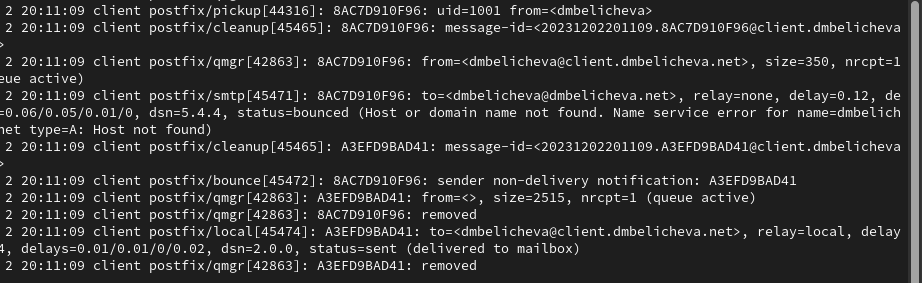 2 20:11:09 client postfix/pickup[44316]: 8AC7D910F96: uid=1001 from=<dmbelicheva>
2 20:11:09 client postfix/cleanup[45465]: 8AC7D910F96: message-id=<20231202201109.8AC7D910F96@client.dmbelicheva
>
2 20:11:09 client postfix/qmgr[42863]: 8AC7D910F96: from=<dmbelicheva@client.dmbelicheva.net>, size=350, nrcpt=1
eue active)
2 20:11:09 client postfix/smtp[45471]: 8AC7D910F96: to=<dmbelicheva@dmbelicheva.net>, relay=none, delay=0.12, de
=0.06/0.05/0.01/0, dsn=5.4.4, status=bounced (Host or domain name not found. Name service error for name=dmbelich
net type=A: Host not found)
2 20:11:09 client postfix/cleanup[45465]: A3EFD9BAD41: message-id=<20231202201109.A3EFD9BAD41@client.dmbelicheva
>
2 20:11:09 client postfix/bounce[45472]: 8AC7D910F96: sender non-delivery notification: A3EFD9BAD41
2 20:11:09 client postfix/qmgr[42863]: A3EFD9BAD41: from=<>, size=2515, nrcpt=1 (queue active)
2 20:11:09 client postfix/qmgr[42863]: 8AC7D910F96: removed
2 20:11:09 client postfix/local[45474]: A3EFD9BAD41: to=<dmbelicheva@client.dmbelicheva.net>, relay=local, delay
4, delays=0.01/0.01/0/0.02, dsn=2.0.0, status=sent (delivered to mailbox)
2 20:11:09 client postfix/qmgr[42863]: A3EFD9BAD41: removed